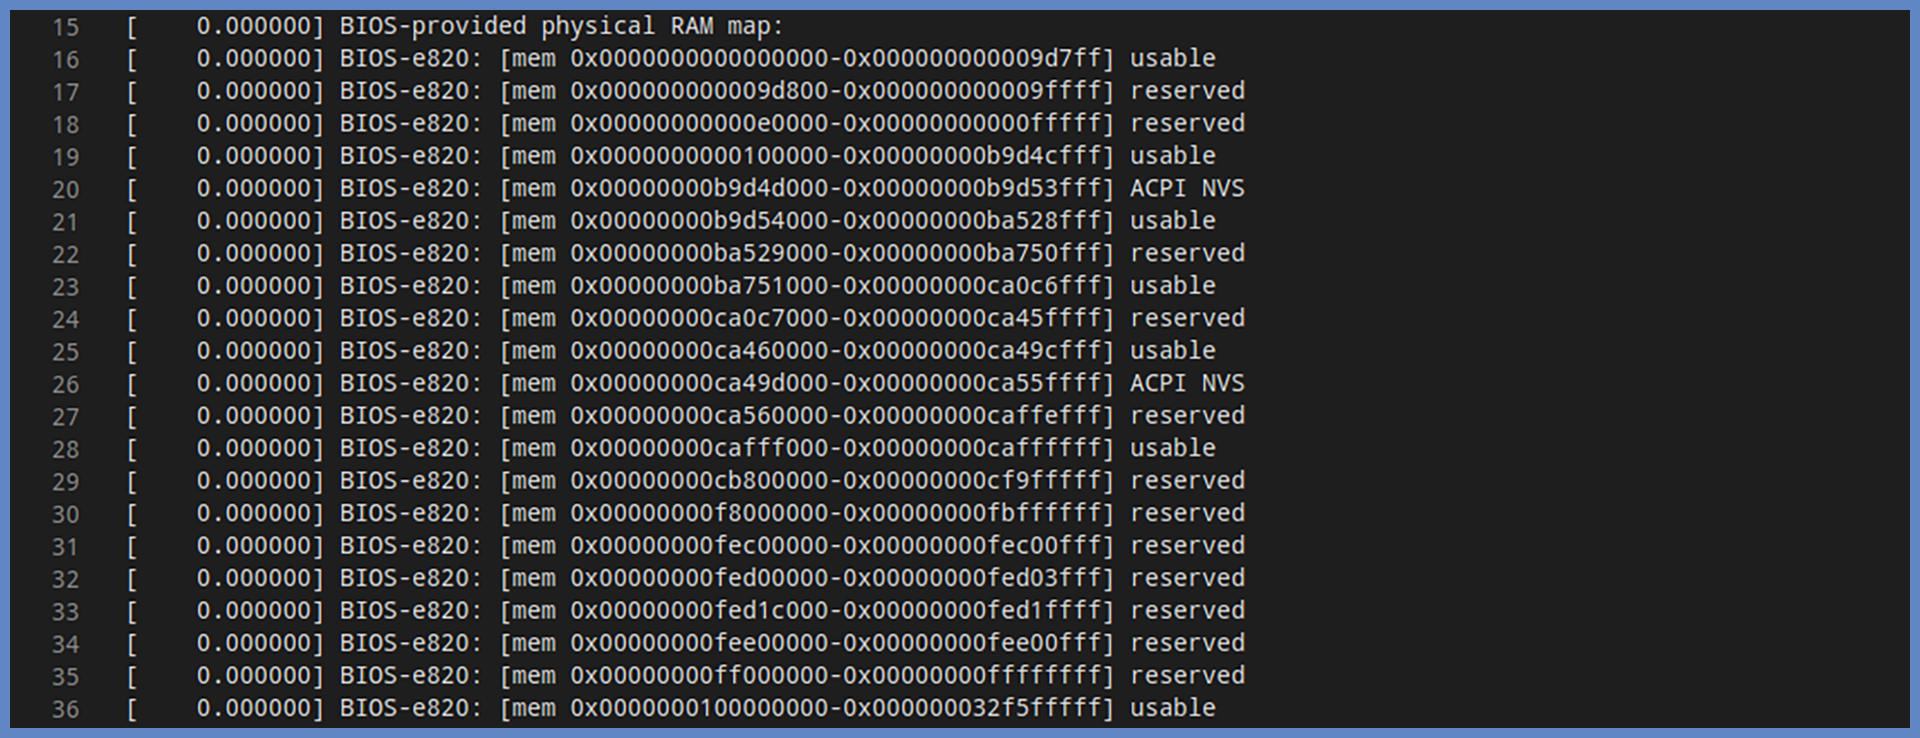 15 [    0.000000] BIOS-provided physical RAM map:
16 [    0.000000] BIOS-e820: [mem 0x0000000000000000-0x000000000009d7ff] usable
17 [    0.000000] BIOS-e820: [mem 0x000000000009d800-0x000000000009ffff] reserved
18 [    0.000000] BIOS-e820: [mem 0x00000000000e0000-0x00000000000fffff] reserved
19 [    0.000000] BIOS-e820: [mem 0x0000000000100000-0x00000000b9d4cfff] usable
20 [    0.000000] BIOS-e820: [mem 0x00000000b9d4d000-0x00000000b9d53fff] ACPI NVS
21 [    0.000000] BIOS-e820: [mem 0x00000000b9d54000-0x00000000ba528fff] usable
22 [    0.000000] BIOS-e820: [mem 0x00000000ba529000-0x00000000ba750fff] reserved
23 [    0.000000] BIOS-e820: [mem 0x00000000ba751000-0x00000000ca0c6fff] usable
24 [    0.000000] BIOS-e820: [mem 0x00000000ca0c7000-0x00000000ca45ffff] reserved
25 [    0.000000] BIOS-e820: [mem 0x00000000ca460000-0x00000000ca49cfff] usable
26 [    0.000000] BIOS-e820: [mem 0x00000000ca49d000-0x00000000ca55ffff] ACPI NVS
27 [    0.000000] BIOS-e820: [mem 0x00000000ca560000-0x00000000caffefff] reserved
28 [    0.000000] BIOS-e820: [mem 0x00000000cafff000-0x00000000caffffff] usable
29 [    0.000000] BIOS-e820: [mem 0x00000000cb800000-0x00000000cf9fffff] reserved
30 [    0.000000] BIOS-e820: [mem 0x00000000f8000000-0x00000000fbffffff] reserved
31 [    0.000000] BIOS-e820: [mem 0x00000000fec00000-0x00000000fec00fff] reserved
32 [    0.000000] BIOS-e820: [mem 0x00000000fed00000-0x00000000fed03fff] reserved
33 [    0.000000] BIOS-e820: [mem 0x00000000fed1c000-0x00000000fed1ffff] reserved
34 [    0.000000] BIOS-e820: [mem 0x00000000fee00000-0x00000000fee00fff] reserved
35 [    0.000000] BIOS-e820: [mem 0x00000000ff000000-0x00000000ffffffff] reserved
36 [    0.000000] BIOS-e820: [mem 0x0000000100000000-0x000000032f5fffff] usable